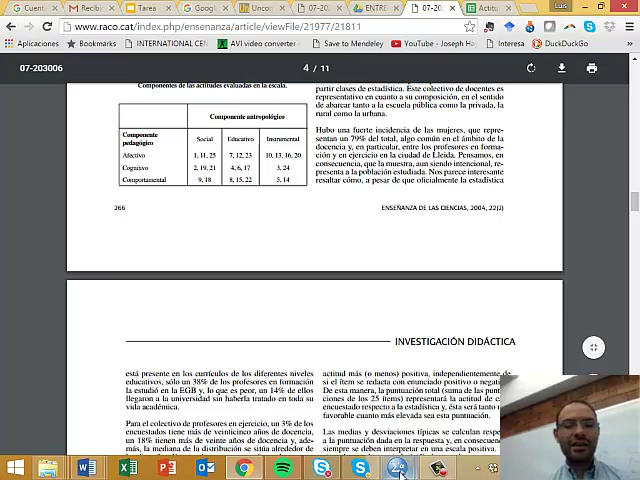 Cuent
Recibi
Tarea
Google
Uncon
07-20
ENTRE
07-20
Actitu
Luis
www.raco.cat/index.php/ensenanza/article/viewFile/21977/21811
Aplicaciones
Bookmarks
INTERNATIONAL CEN
AVI video converter
Save to Mendeley
YouTube - Joseph Ha
Interesa
DuckDuckGo
07-203006
4 / 11
Componentes de las actitudes evaluadas en la escala.
Componente antropológico
Componente pedagógico
Social
Educativo
Instrumental
Afectivo 1, 11, 25 7, 12, 23 10, 13, 16, 20
Cognitivo 2, 19, 21 4, 6, 17 3, 24
Comportamental 9, 18 8, 15, 22 5, 14
partir clases de estadística). Este colectivo de docentes es
representativo en cuanto a su composición, en el sentido
de abarcar tanto a la escuela pública como la privada, la
rural como la urbana.
Hubo una fuerte incidencia de las mujeres, que repre-
sentan un 79% del total, algo común en el ámbito de la
docencia y, en particular, entre los profesores en forma-
ción y en ejercicio en la ciudad de Lleida. Pensamos, en
consecuencia, que la muestra, aun siendo intencional, re-
presenta a la población estudiada. Nos parece interesante
resaltar cómo, a pesar de que oficialmente la estadística
266
ENSEÑANZA DE LAS CIENCIAS, 2004, 22(2)
INVESTIGACIÓN DIDÁCTICA
está presente en los currículos de los diferentes niveles
educativos, sólo un 38% de los profesores en formación
la estudió en la EGB y, lo que es peor, un 14% de ellos
llegaron a la universidad sin haberla tratado en toda su
vida académica.
Para el colectivo de profesores en ejercicio, un 3% de los
encuestados tiene más de veinticinco años de docencia,
un 18% tienen más de veinte años de docencia y, ade-
más, la mediana de la distribución se sitúa alrededor de
actitud más (o menos) positiva, independientemente de
si el ítem se redacta con enunciado positivo o negat
De esta manera, la puntuación total (suma de las pun
ciones de los 25 ítems) representará la actitud de c
encuestado respecto a la estadística y, ésta será tanto
favorable cuanto más elevada sea esta puntuación.
Las medias y desviaciones típicas se calculan resp
a la puntuación dada en la respuesta y, en consecuen
siempre se deben interpretar en una escala positiva.